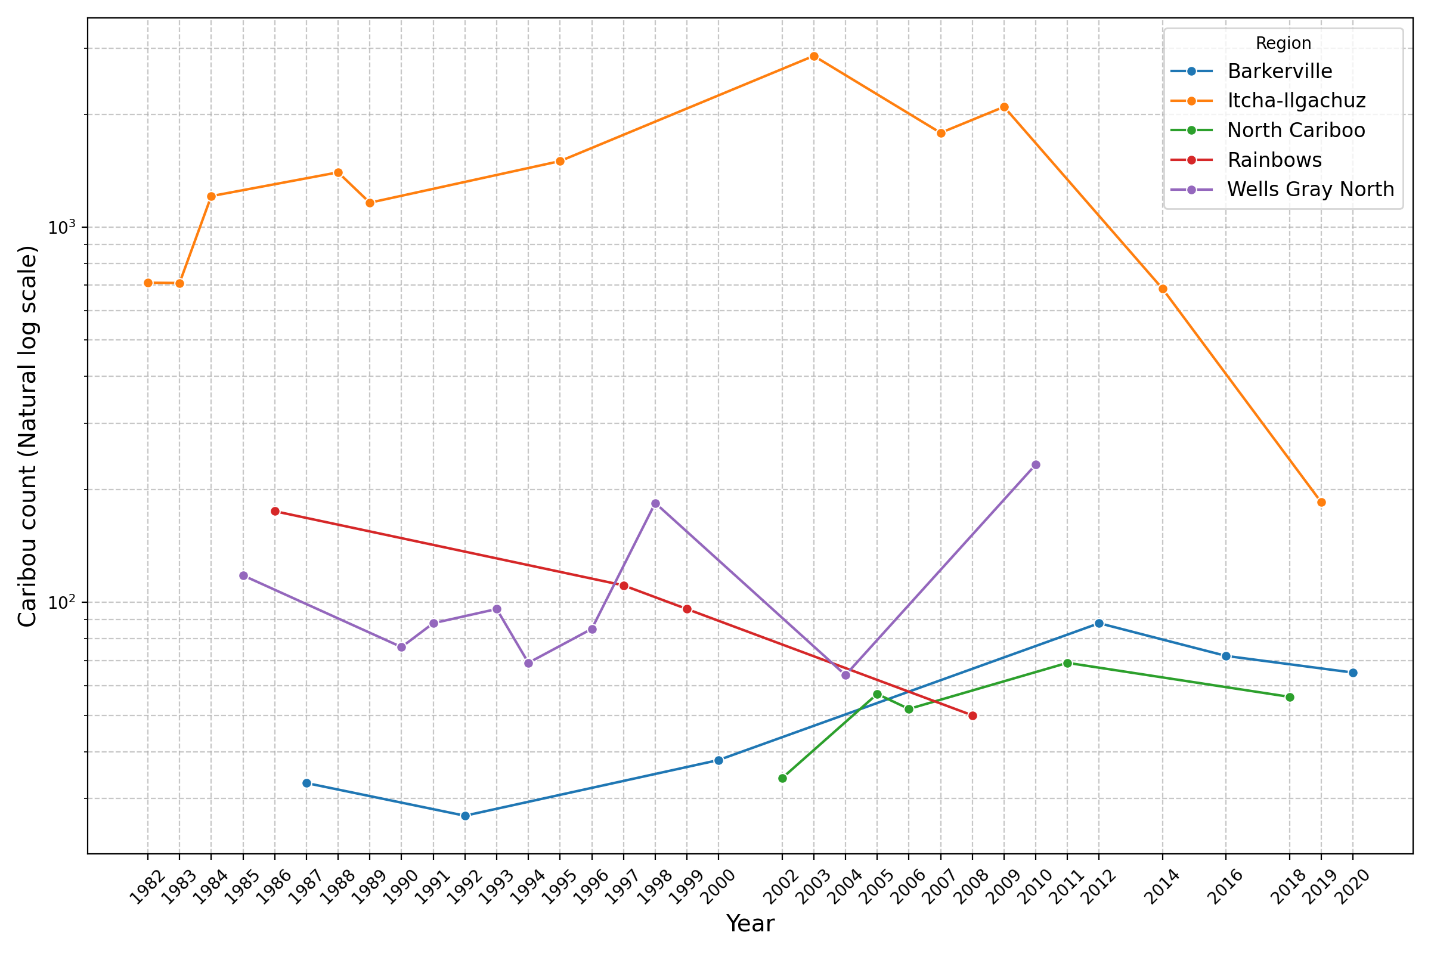 Region
Barkerville
Itcha-Ilgachuz
North Cariboo
Rainbows
Wells Gray North
Caribou count (Natural log scale)
10³
10²
1982 1983 1984 1985 1986 1987 1988 1989 1990 1991 1992 1993 1994 1995 1996 1997 1998 1999 2000 2002 2003 2004 2005 2006 2007 2008 2009 2010 2011 2012 2014 2016 2018 2019 2020
Year